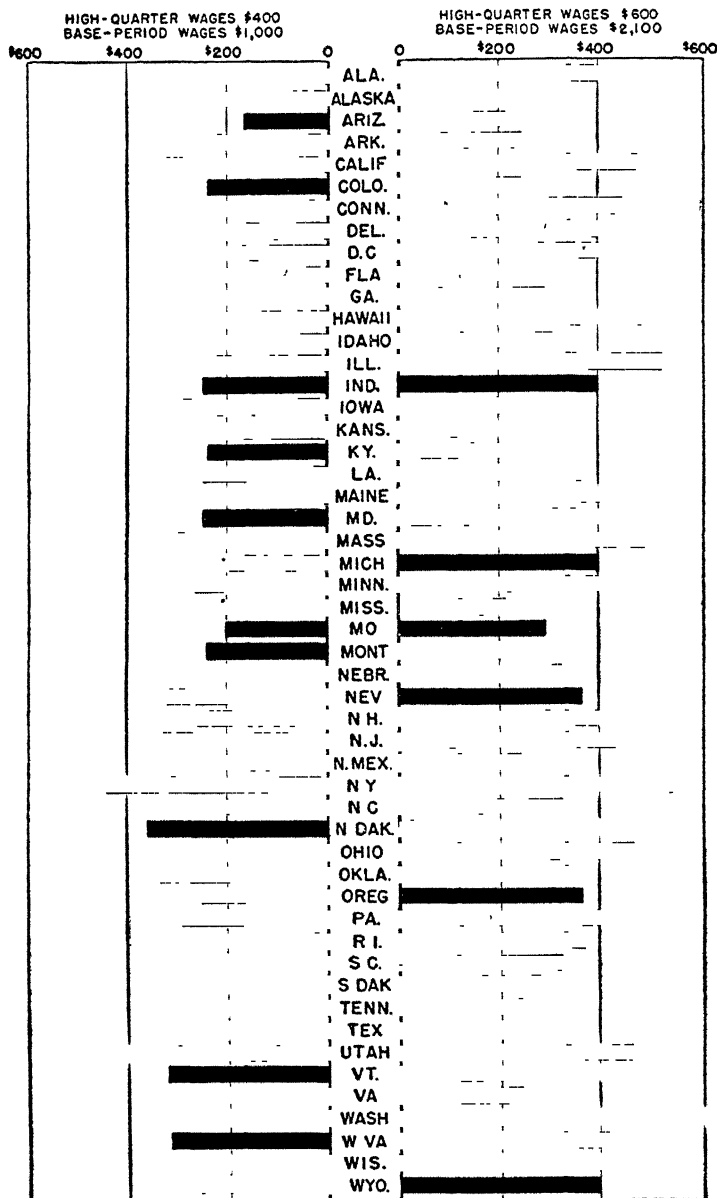 HIGH-QUARTER WAGES $400
BASE-PERIOD WAGES $1,000
HIGH-QUARTER WAGES $600
BASE-PERIOD WAGES $2,100
$600 $400 $200 0 0 $200 $400 $600
ALA.
ALASKA
ARIZ.
ARK.
CALIF
COLO.
CONN.
DEL.
D.C
FLA
GA.
HAWAII
IDAHO
ILL.
IND.
IOWA
KANS.
KY.
LA.
MAINE
MD.
MASS
MICH
MINN.
MISS.
MO
MONT
NEBR.
NEV
N H.
N.J.
N.MEX.
N Y
N C
N DAK.
OHIO
OKLA.
OREG
PA.
R I.
S C.
S DAK
TENN.
TEX
UTAH
VT.
VA
WASH
W VA
WIS.
WYO.